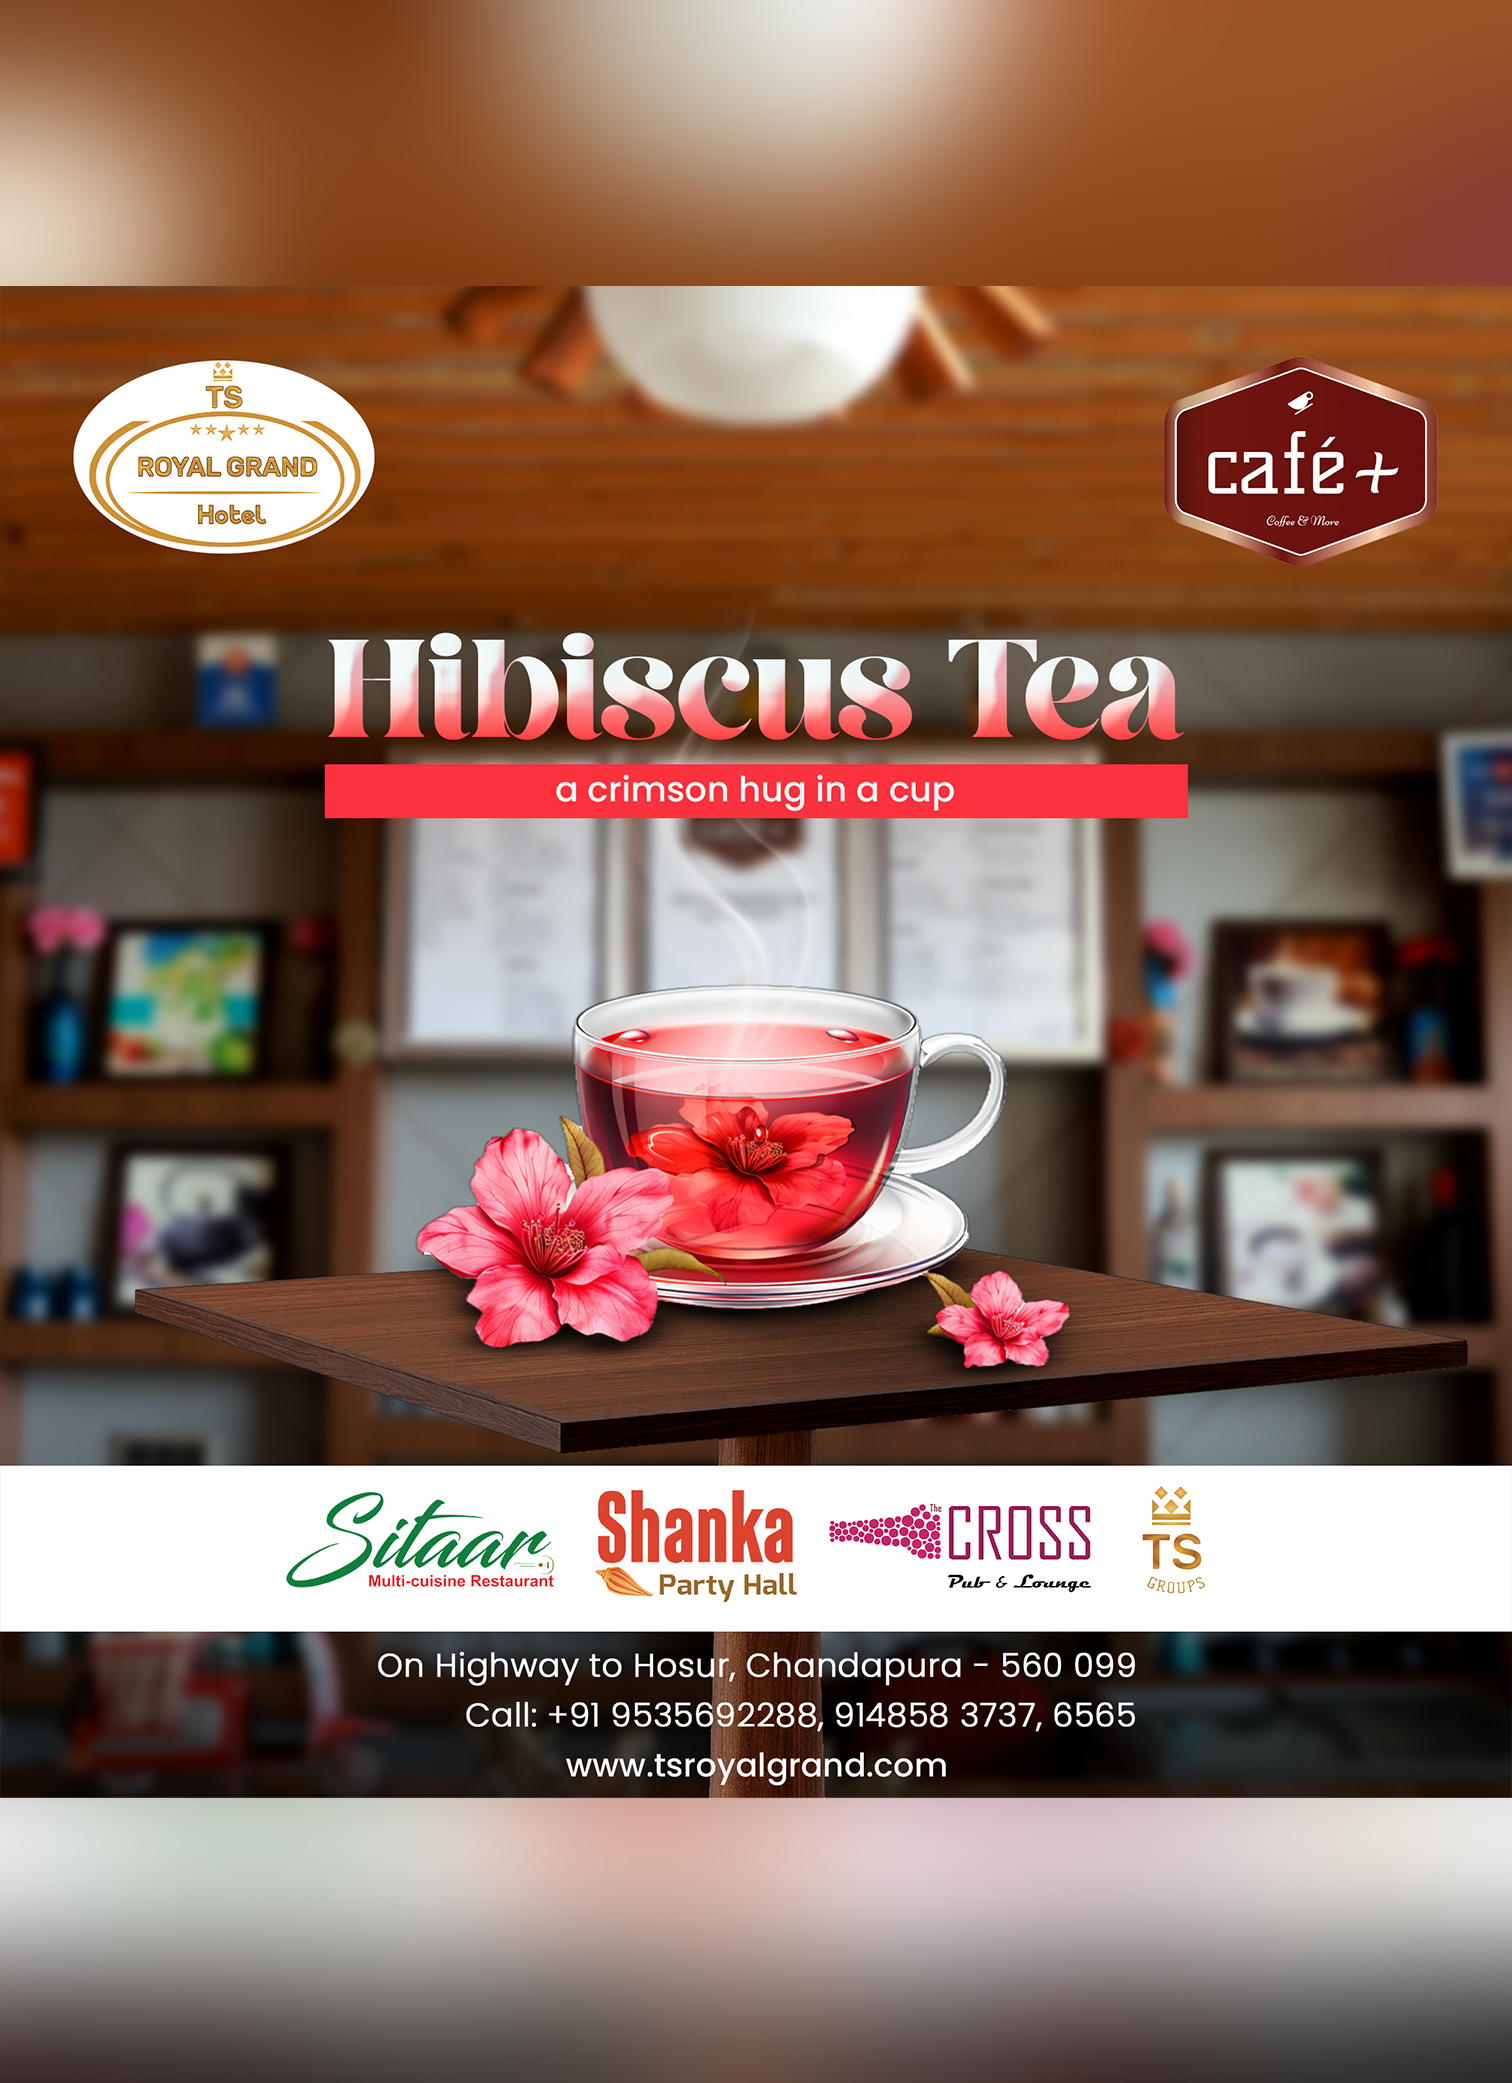 TS
ROYAL GRAND
Hotel
café+
Coffee & More
Hibiscus Tea
a crimson hug in a cup
Sitaar
Multi-cuisine Restaurant
Shanka
Party Hall
The CROSS
Pub & Lounge
TS
GROUPS
On Highway to Hosur, Chandapura - 560 099
Call: +91 9535692288, 914858 3737, 6565
www.tsroyalgrand.com